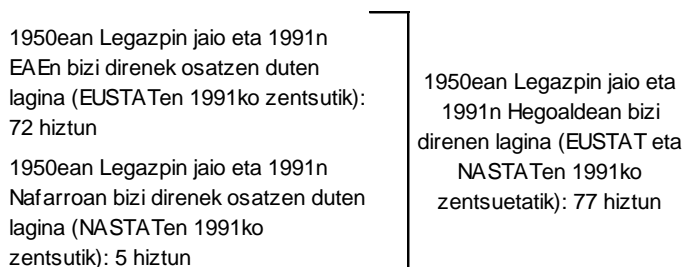 1950ean Legazpin jaio eta 1991n
EAEn bizi direnek osatzen duten
lagina (EUSTATen 1991ko zentsutik):
72 hiztun
1950ean Legazpin jaio eta 1991n
Nafarroan bizi direnek osatzen duten
lagina (NASTATen 1991ko
zentsutik): 5 hiztun
1950ean Legazpin jaio eta
1991n Hegoaldean bizi
direnen lagina (EUSTAT eta
NASTATen 1991ko
zentsuetatik): 77 hiztun